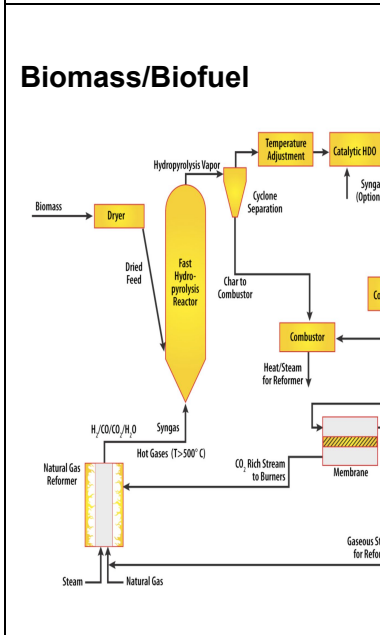 Biomass/Biofuel
Temperature
Adjustment
Catalytic HDO
Hydropyrolysis Vapor
Cyclone
Separation
Biomass
Dryer
Dried
Feed
Fast
Hydro-
pyrolysis
Reactor
Char to
Combustor
Combustor
Heat/Steam
for Reformer
H₂/CO/CO₂/H₂O
Syngas
Hot Gases (T>500° C)
Natural Gas
Reformer
CO₂ Rich Stream
to Burners
Membrane
Gaseous
for
Steam
Natural Gas